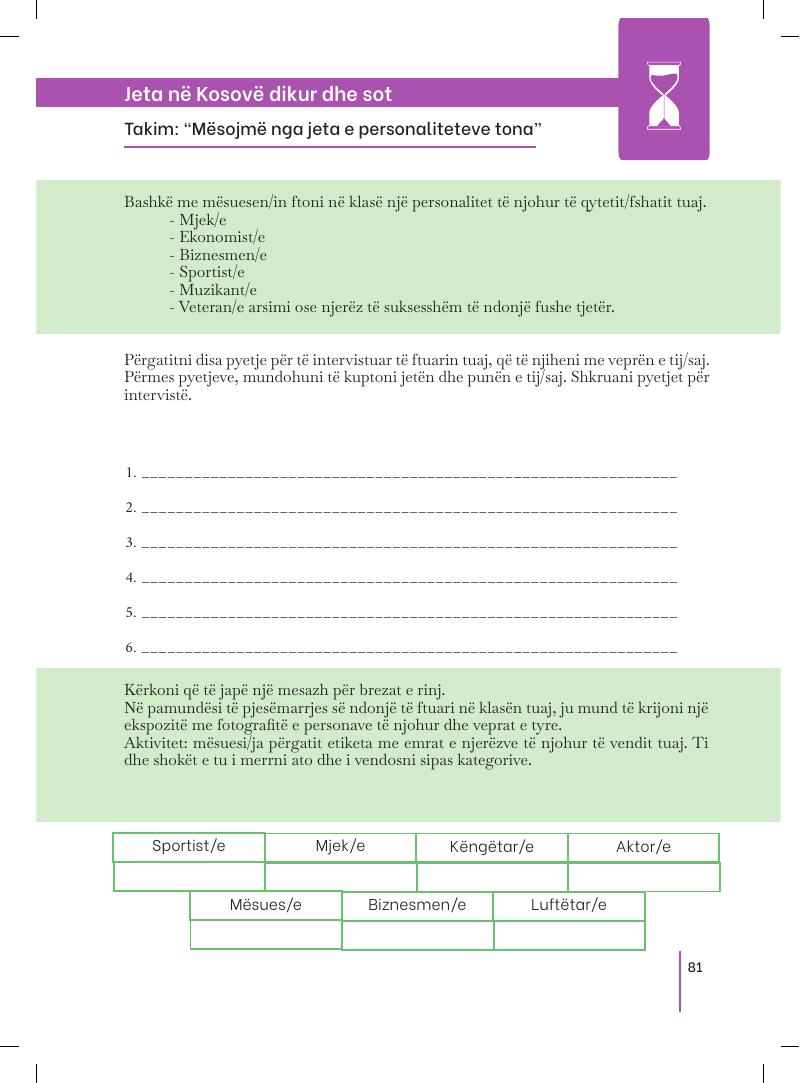 Jeta në Kosovë dikur dhe sot
Takim: “Mësojmë nga jeta e personaliteteve tona”
Bashkë me mësuesen/in ftoni në klasë një personalitet të njohur të qytetit/fshatit tuaj.
- Mjek/e
- Ekonomist/e
- Biznesmen/e
- Sportist/e
- Muzikant/e
- Veteran/e arsimi ose njerëz të suksesshëm të ndonjë fushe tjetër.
Përgatitni disa pyetje për të intervistuar të ftuarin tuaj, që të njiheni me veprën e tij/saj.
Përmes pyetjeve, mundohuni të kuptoni jetën dhe punën e tij/saj. Shkruani pyetjet për
intervistë.
1. _______________________________________________________________
2. _______________________________________________________________
3. _______________________________________________________________
4. _______________________________________________________________
5. _______________________________________________________________
6. _______________________________________________________________
Kërkoni që të japë një mesazh për brezat e rinj.
Në pamundësi të pjesëmarrjes së ndonjë të ftuari në klasën tuaj, ju mund të krijoni një
ekspozitë me fotografitë e personave të njohur dhe veprat e tyre.
Aktivitet: mësuesi/ja përgatit etiketa me emrat e njerëzve të njohur të vendit tuaj. Ti
dhe shokët e tu i merrni ato dhe i vendosni sipas kategorive.
Sportist/e Mjek/e Këngëtar/e Aktor/e
Mësues/e Biznesmen/e Luftëtar/e
81